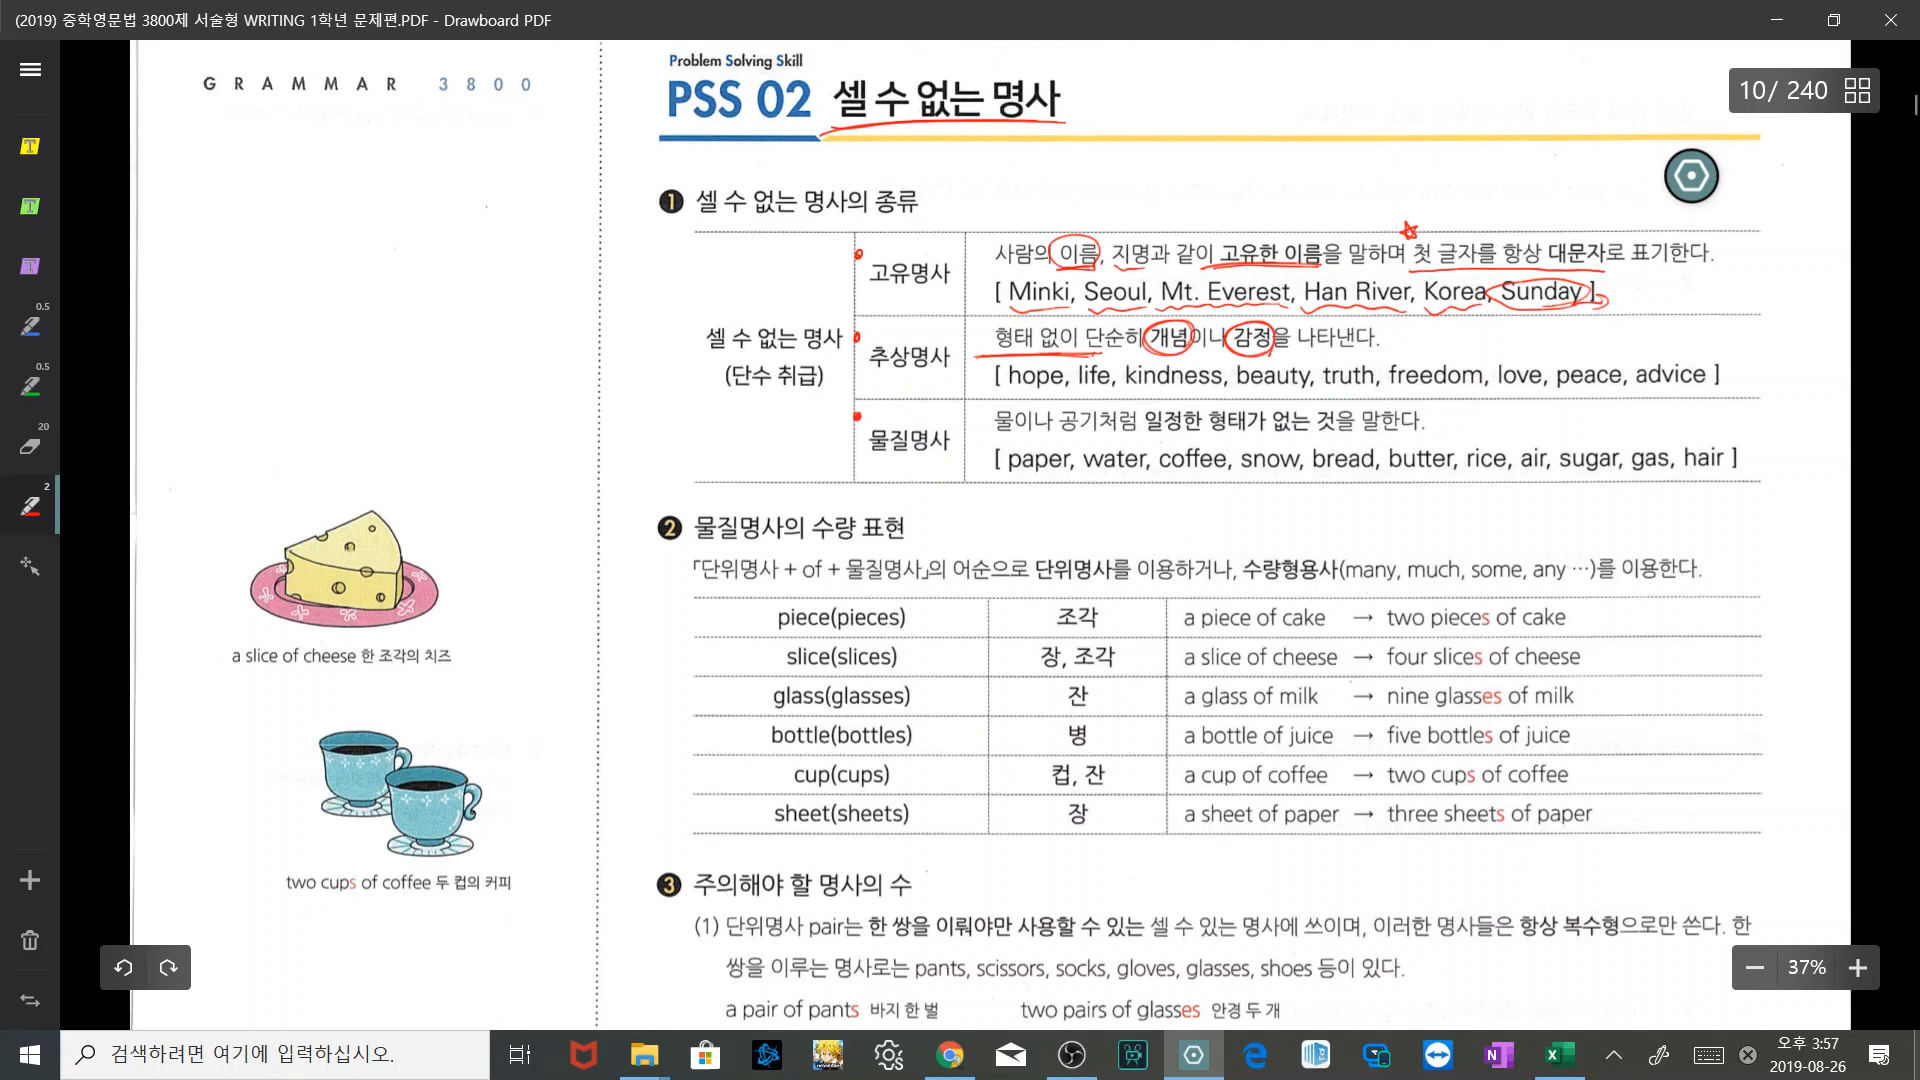 (2019) 중학영문법 3800제 서술형 WRITING 1학년 문제편.PDF - Drawboard PDF
GRAMMAR 3800
Problem Solving Skill
PSS 02 셀 수 없는 명사
10/ 240
1 셀 수 없는 명사의 종류
셀 수 없는 명사
(단수 취급)
고유명사
사람의 이름, 지명과 같이 고유한 이름을 말하며 첫 글자를 항상 대문자로 표기한다.
[ Minki, Seoul, Mt. Everest, Han River, Korea, Sunday ]
추상명사
형태 없이 단순히 개념이나 감정을 나타낸다.
[ hope, life, kindness, beauty, truth, freedom, love, peace, advice ]
물질명사
물이나 공기처럼 일정한 형태가 없는 것을 말한다.
[ paper, water, coffee, snow, bread, butter, rice, air, sugar, gas, hair ]
2 물질명사의 수량 표현
「단위명사 + of + 물질명사」의 어순으로 단위명사를 이용하거나, 수량형용사(many, much, some, any …)를 이용한다.
piece(pieces) 조각 a piece of cake → two pieces of cake
slice(slices) 장, 조각 a slice of cheese → four slices of cheese
glass(glasses) 잔 a glass of milk → nine glasses of milk
bottle(bottles) 병 a bottle of juice → five bottles of juice
cup(cups) 컵, 잔 a cup of coffee → two cups of coffee
sheet(sheets) 장 a sheet of paper → three sheets of paper
a slice of cheese 한 조각의 치즈
two cups of coffee 두 컵의 커피
3 주의해야 할 명사의 수
(1) 단위명사 pair는 한 쌍을 이뤄야만 사용할 수 있는 셀 수 있는 명사에 쓰이며, 이러한 명사들은 항상 복수형으로만 쓴다. 한
쌍을 이루는 명사로는 pants, scissors, socks, gloves, glasses, shoes 등이 있다.
a pair of pants 바지 한 벌 two pairs of glasses 안경 두 개
0.5
0.5
20
2
37%
검색하려면 여기에 입력하십시오.
오후 3:57
2019-08-26